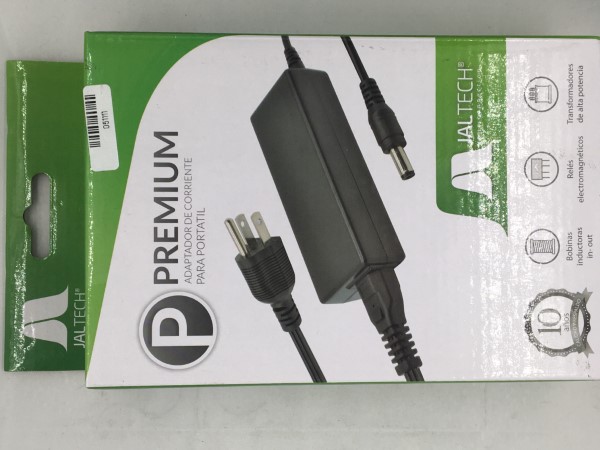 JALTECH®
051111
P PREMIUM
ADAPTADOR DE CORRIENTE
PARA PORTATIL
JALTECH®
10
años
Bobinas
inductoras
in- out
Relés
electromagnéticos
Transformadores
de alta potencia